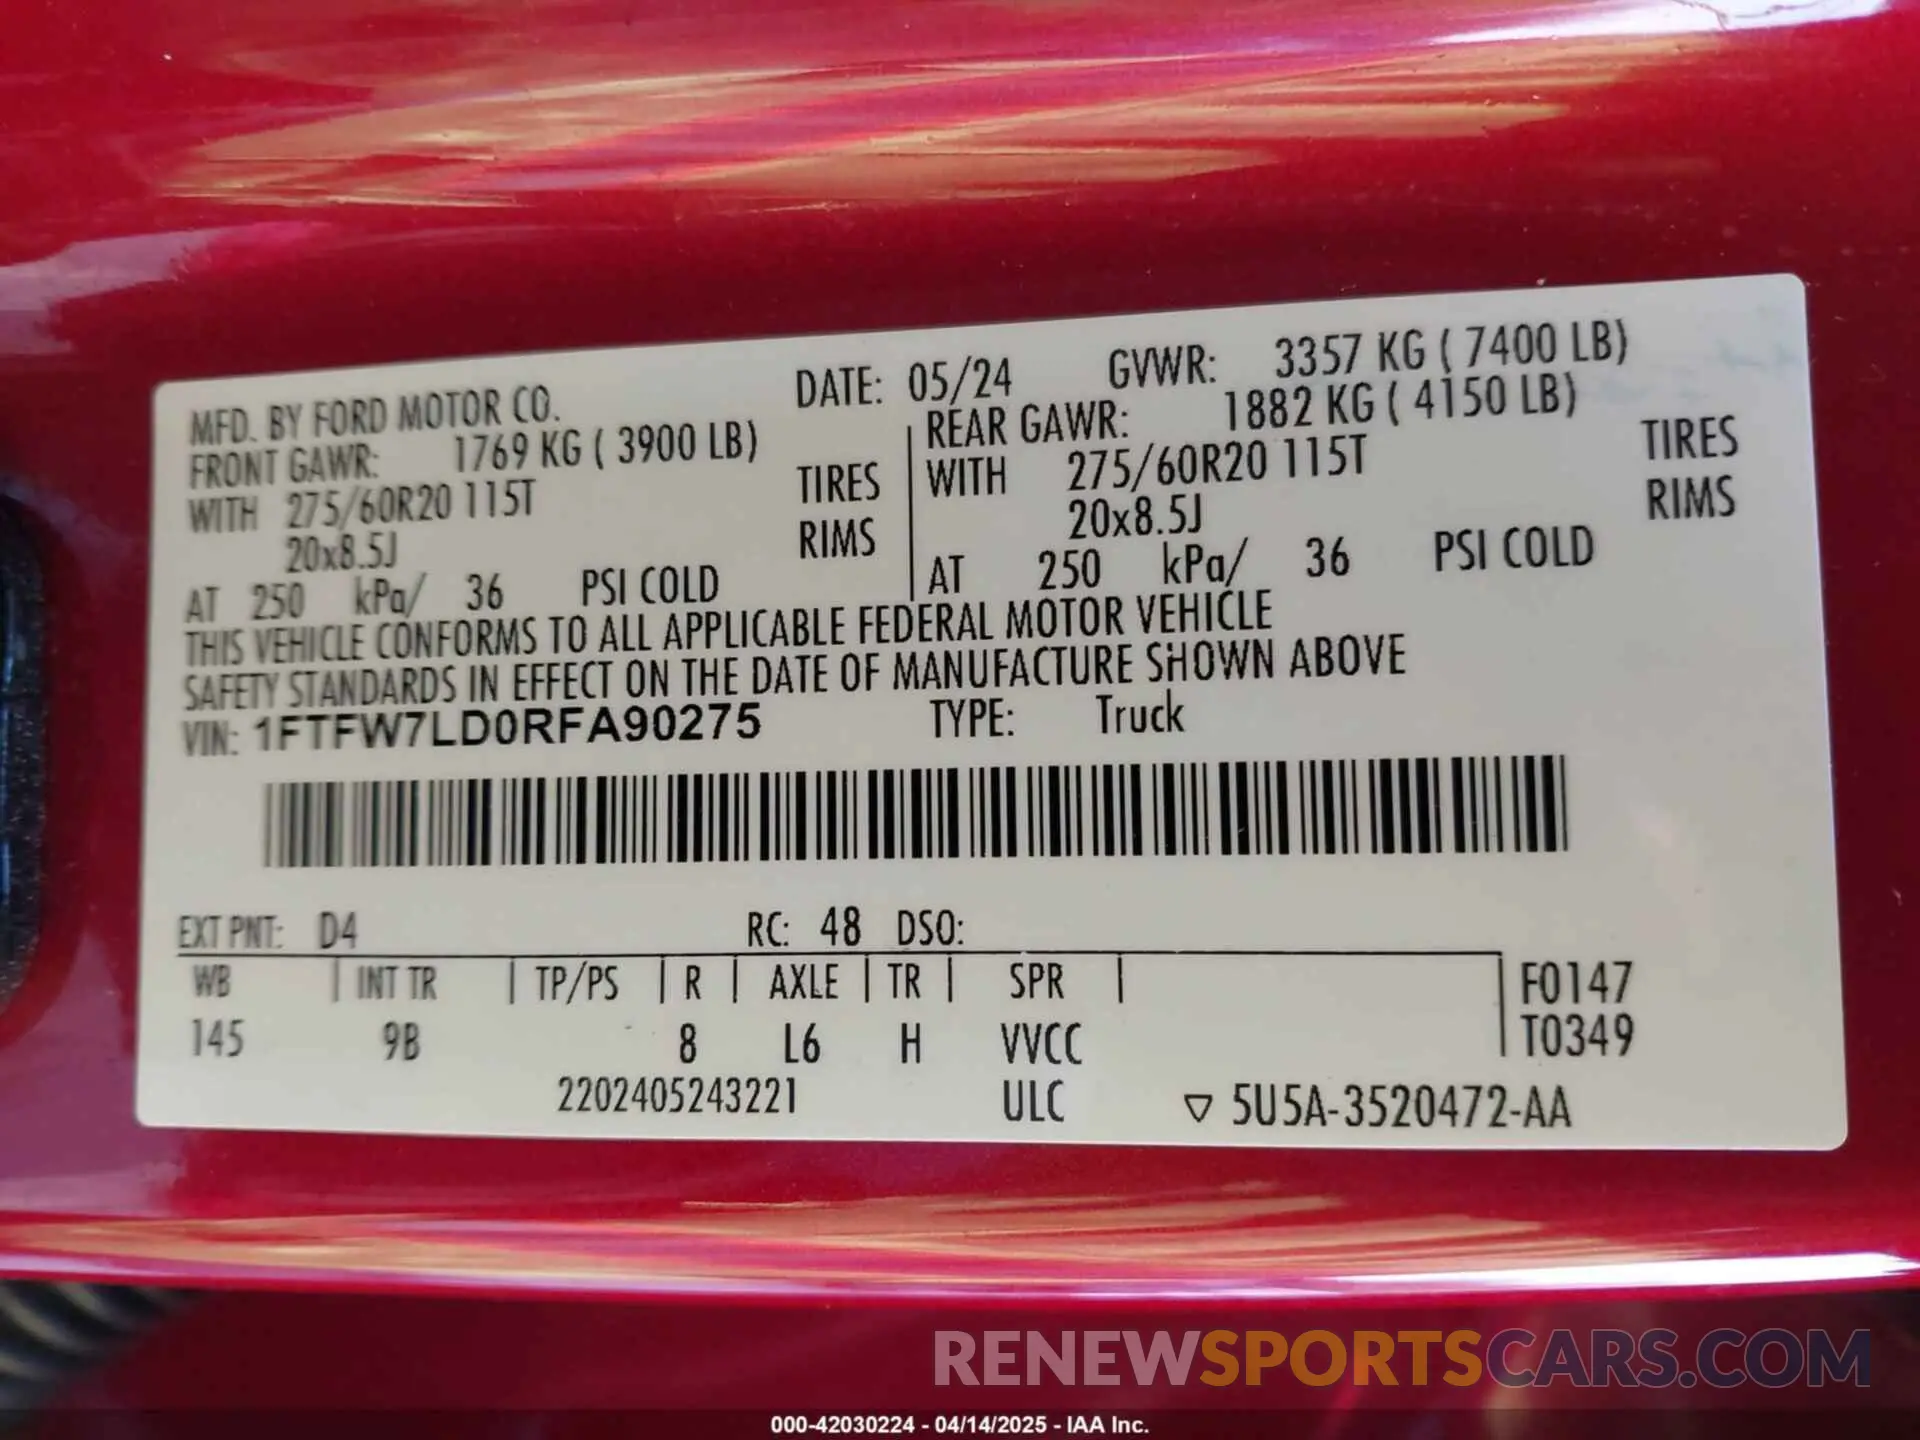 MFD. BY FORD MOTOR CO. DATE: 05/24 GVWR: 3357 KG ( 7400 LB)
FRONT GAWR: 1769 KG ( 3900 LB) REAR GAWR: 1882 KG ( 4150 LB)
WITH 275/60R20 115T TIRES WITH 275/60R20 115T TIRES
20x8.5J RIMS 20x8.5J RIMS
AT 250 kPa/ 36 PSI COLD AT 250 kPa/ 36 PSI COLD
THIS VEHICLE CONFORMS TO ALL APPLICABLE FEDERAL MOTOR VEHICLE
SAFETY STANDARDS IN EFFECT ON THE DATE OF MANUFACTURE SHOWN ABOVE
VIN: 1FTFW7LD0RFA90275 TYPE: Truck
EXT PNT: D4 RC: 48 DSO:
WB | INT TR | TP/PS | R | AXLE | TR | SPR | F0147
145 9B 8 L6 H VVCC T0349
2202405243221 ULC ▽ 5U5A-3520472-AA
RENEWSPORTSCARS.COM
000-42030224 - 04/14/2025 - IAA Inc.